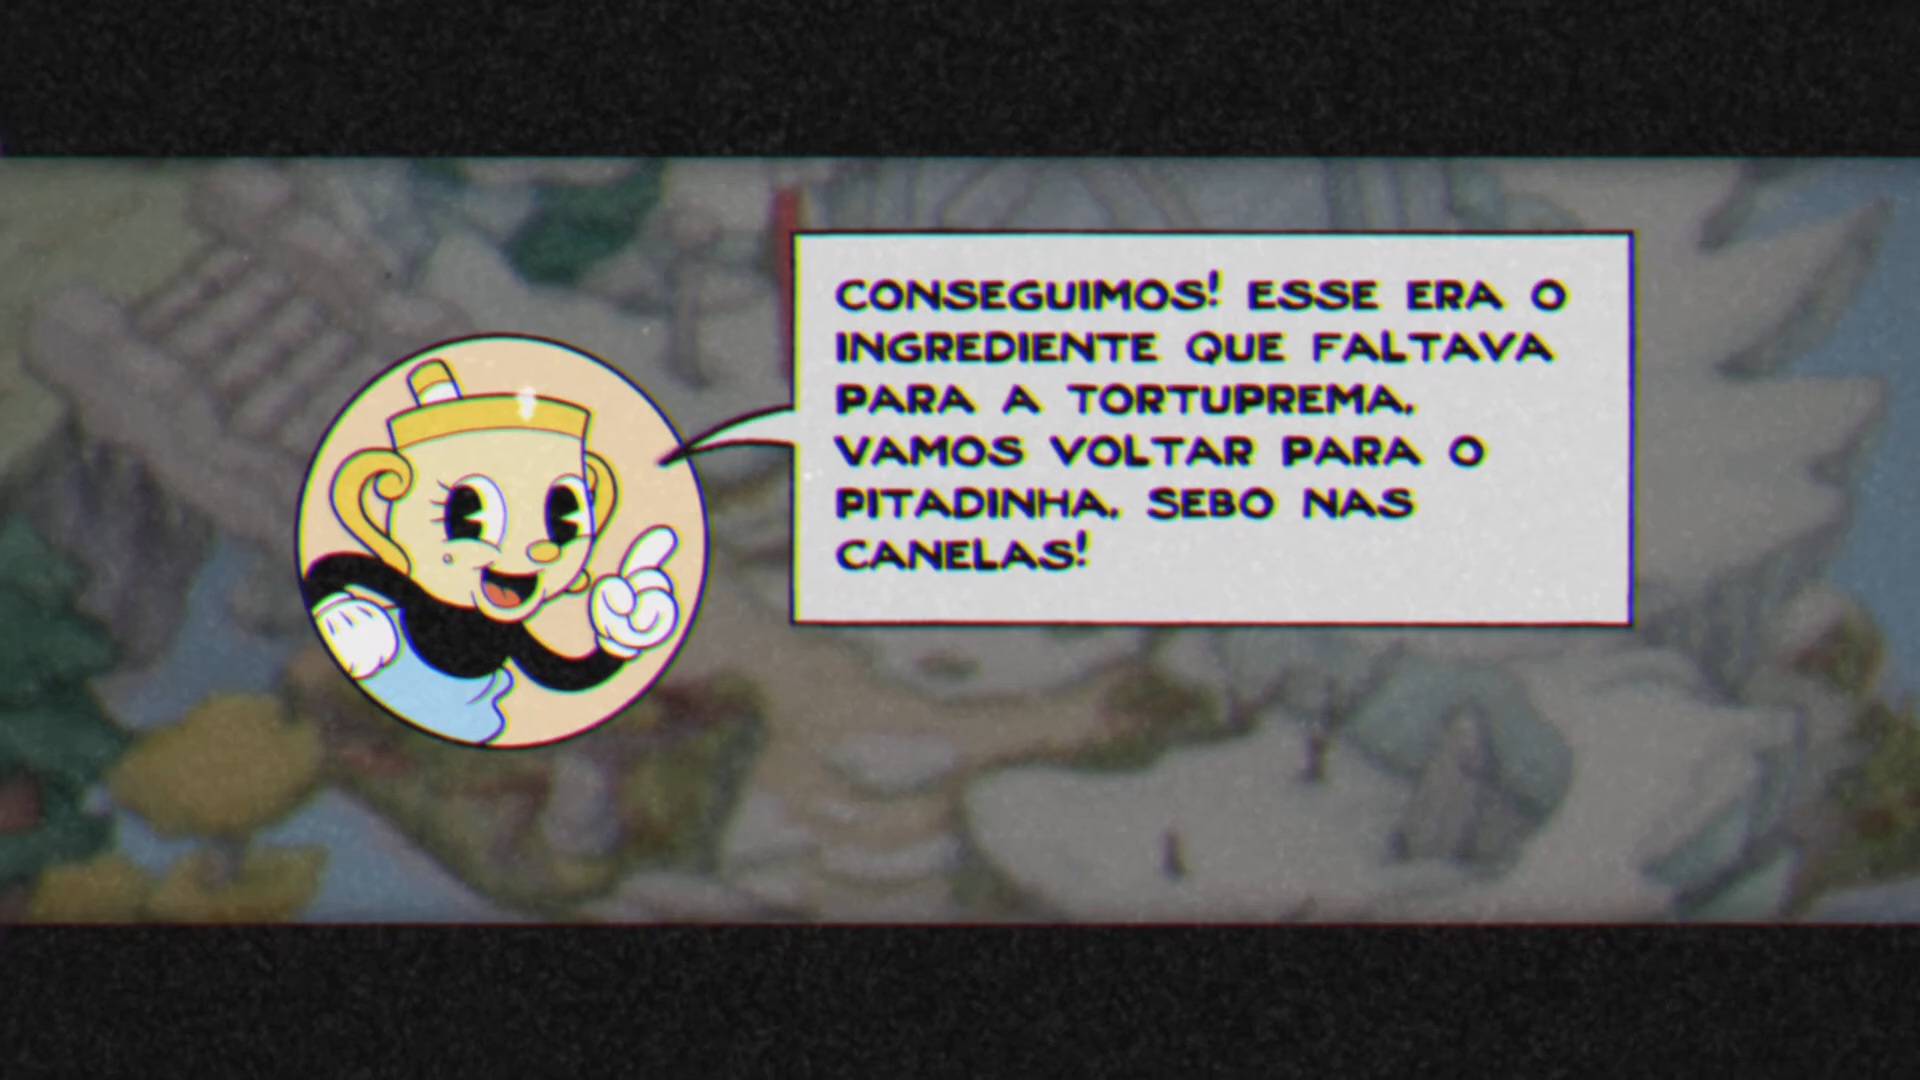 CONSEGUIMOS! ESSE ERA O
INGREDIENTE QUE FALTAVA
PARA A TORTUPREMA.
VAMOS VOLTAR PARA O
PITADINHA. SEBO NAS
CANELAS!